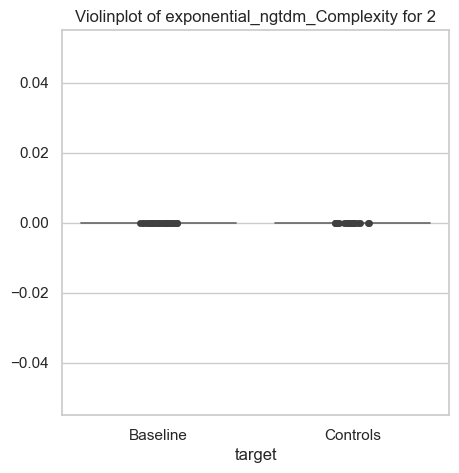 Violinplot of exponential_ngtdm_Complexity for 2
0.04
0.02
0.00
−0.02
−0.04
Baseline Controls
target